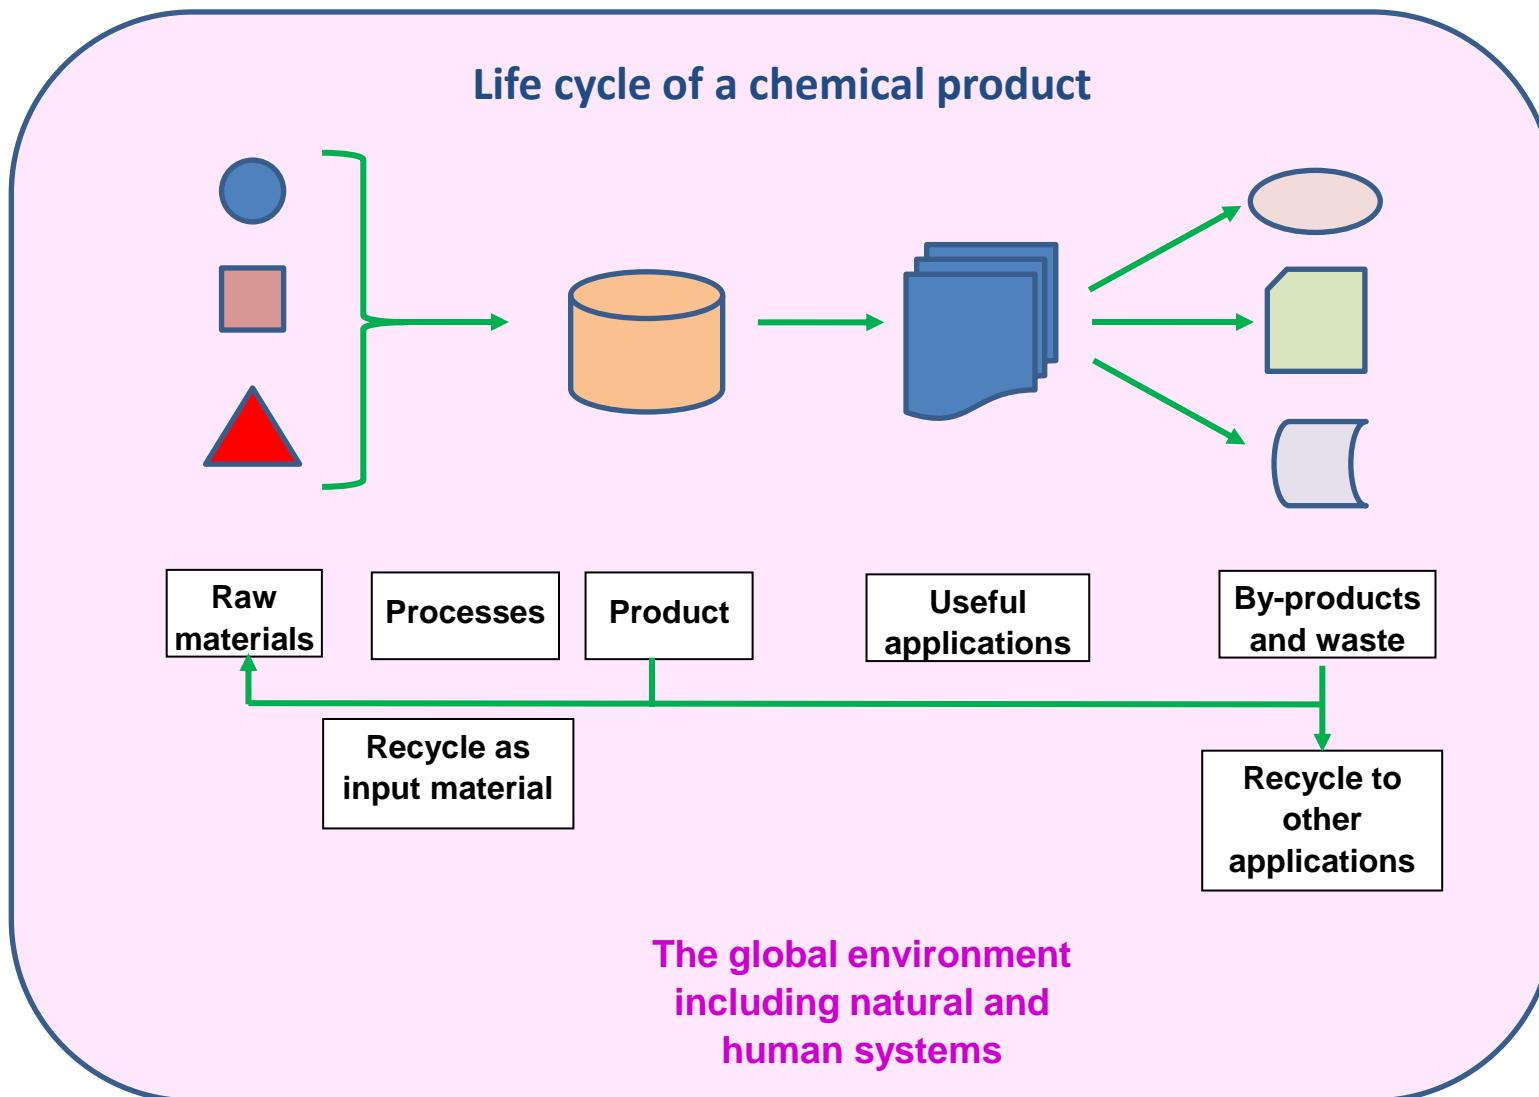 Life cycle of a chemical product
Raw
materials
Processes
Product
Useful
applications
By-products
and waste
Recycle as
input material
Recycle to
other
applications
The global environment
including natural and
human systems